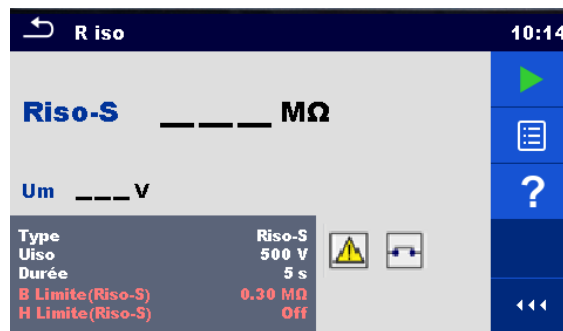 R iso 10:14
Riso-S ___ MΩ
Um ___ V
?
Type Riso-S
Uiso 500 V
Durée 5 s
B Limite(Riso-S) 0.30 MΩ
H Limite(Riso-S) Off